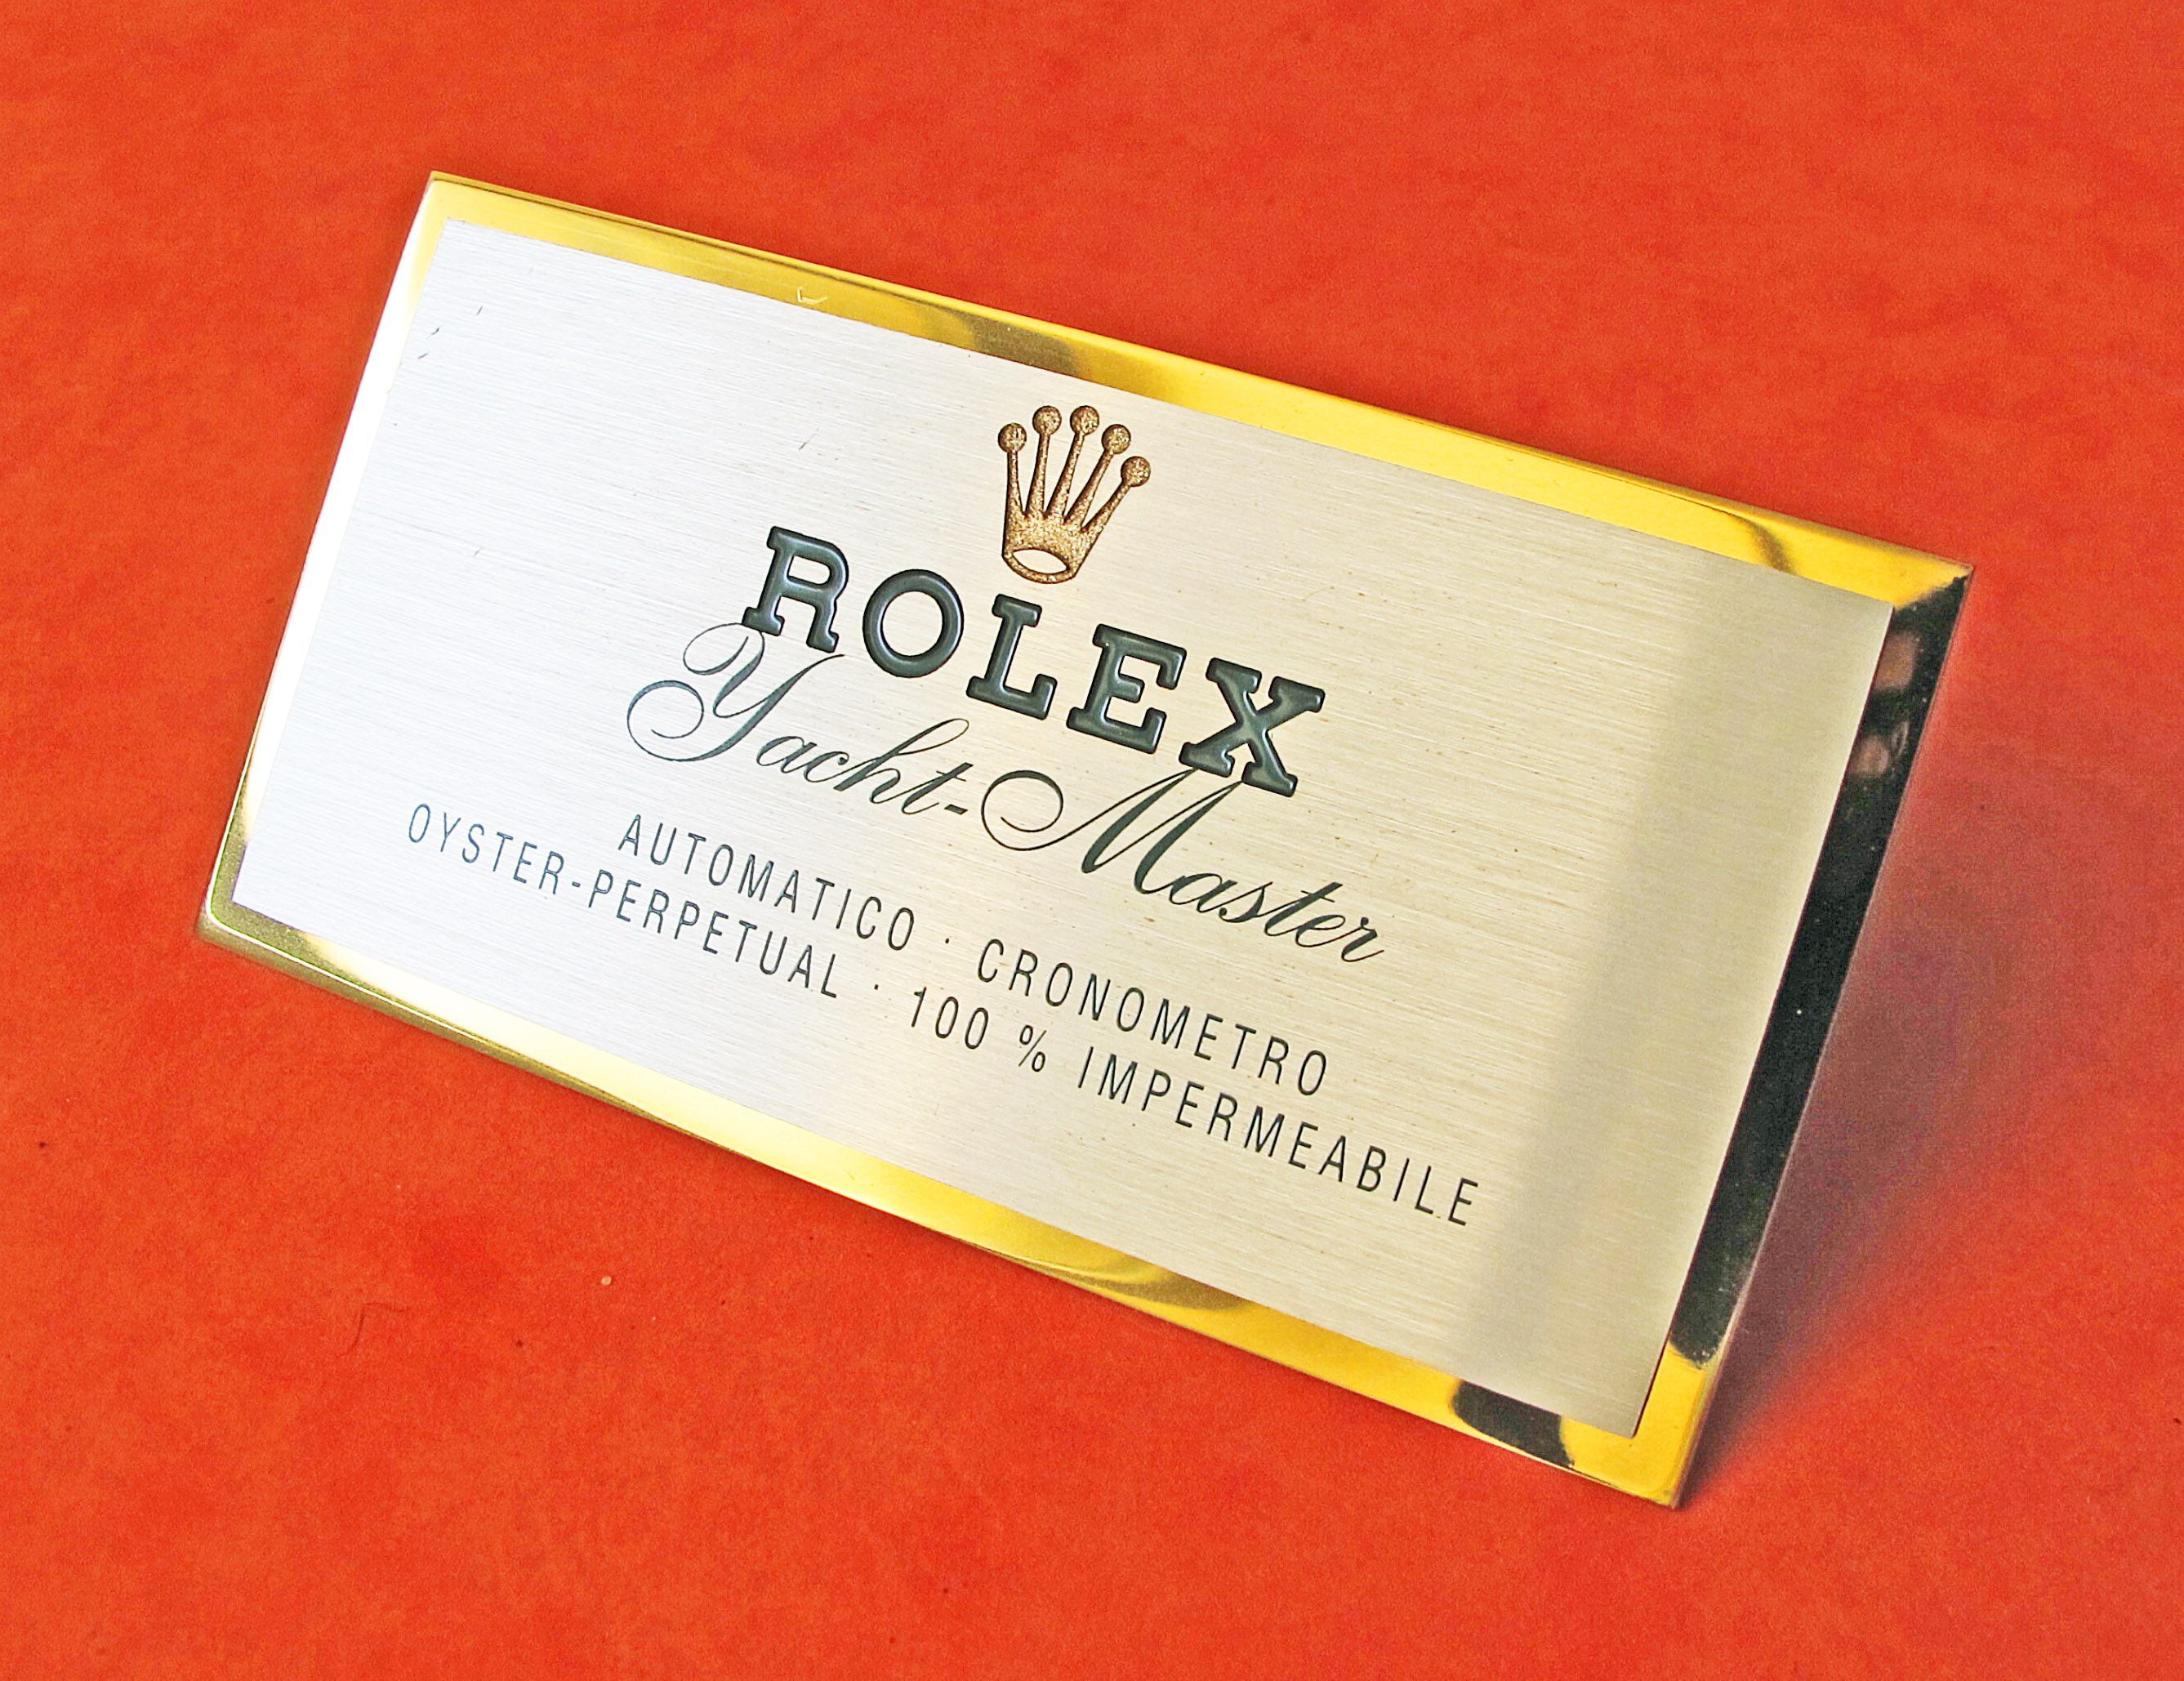 ROLEX
Yacht-Master
AUTOMATICO · CRONOMETRO
OYSTER-PERPETUAL · 100 % IMPERMEABILE